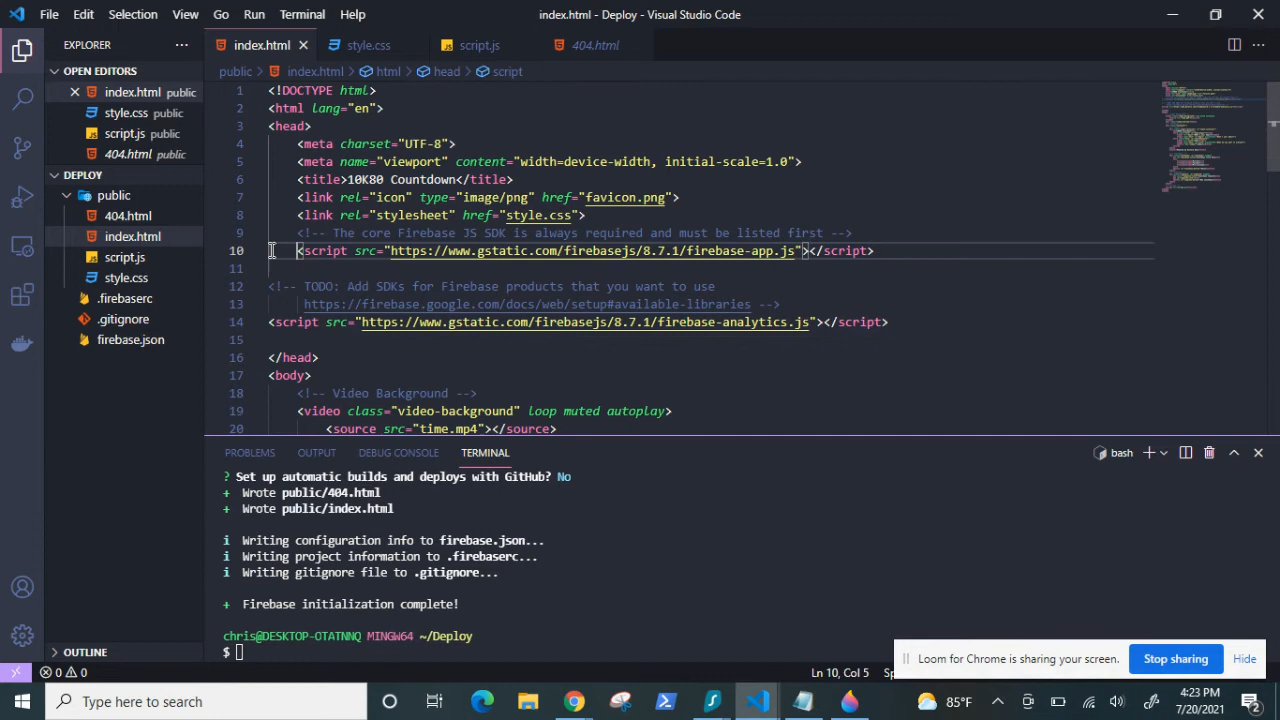 File Edit Selection View Go Run Terminal Help
index.html - Deploy - Visual Studio Code
EXPLORER
OPEN EDITORS
index.html public
style.css public
script.js public
404.html public
DEPLOY
public
404.html
index.html
script.js
style.css
.firebaserc
.gitignore
firebase.json
OUTLINE
index.html
style.css
script.js
404.html
public > index.html > html > head > script
1 <!DOCTYPE html>
2 <html lang="en">
3 <head>
4 <meta charset="UTF-8">
5 <meta name="viewport" content="width=device-width, initial-scale=1.0">
6 <title>10K80 Countdown</title>
7 <link rel="icon" type="image/png" href="favicon.png">
8 <link rel="stylesheet" href="style.css">
9 <!-- The core Firebase JS SDK is always required and must be listed first -->
10 <script src="https://www.gstatic.com/firebasejs/8.7.1/firebase-app.js"></script>
11
12 <!-- TODO: Add SDKs for Firebase products that you want to use
13 https://firebase.google.com/docs/web/setup#available-libraries -->
14 <script src="https://www.gstatic.com/firebasejs/8.7.1/firebase-analytics.js"></script>
15
16 </head>
17 <body>
18 <!-- Video Background -->
19 <video class="video-background" loop muted autoplay>
20 <source src="time.mp4"></source>
PROBLEMS OUTPUT DEBUG CONSOLE TERMINAL
bash
? Set up automatic builds and deploys with GitHub? No
+ Wrote public/404.html
+ Wrote public/index.html
i Writing configuration info to firebase.json...
i Writing project information to .firebaserc...
i Writing gitignore file to .gitignore...
+ Firebase initialization complete!
chris@DESKTOP-OTATNNQ MINGW64 ~/Deploy
$
Loom for Chrome is sharing your screen. Stop sharing Hide
0 0
Ln 10, Col 5
Type here to search
85°F
4:23 PM
7/20/2021
2